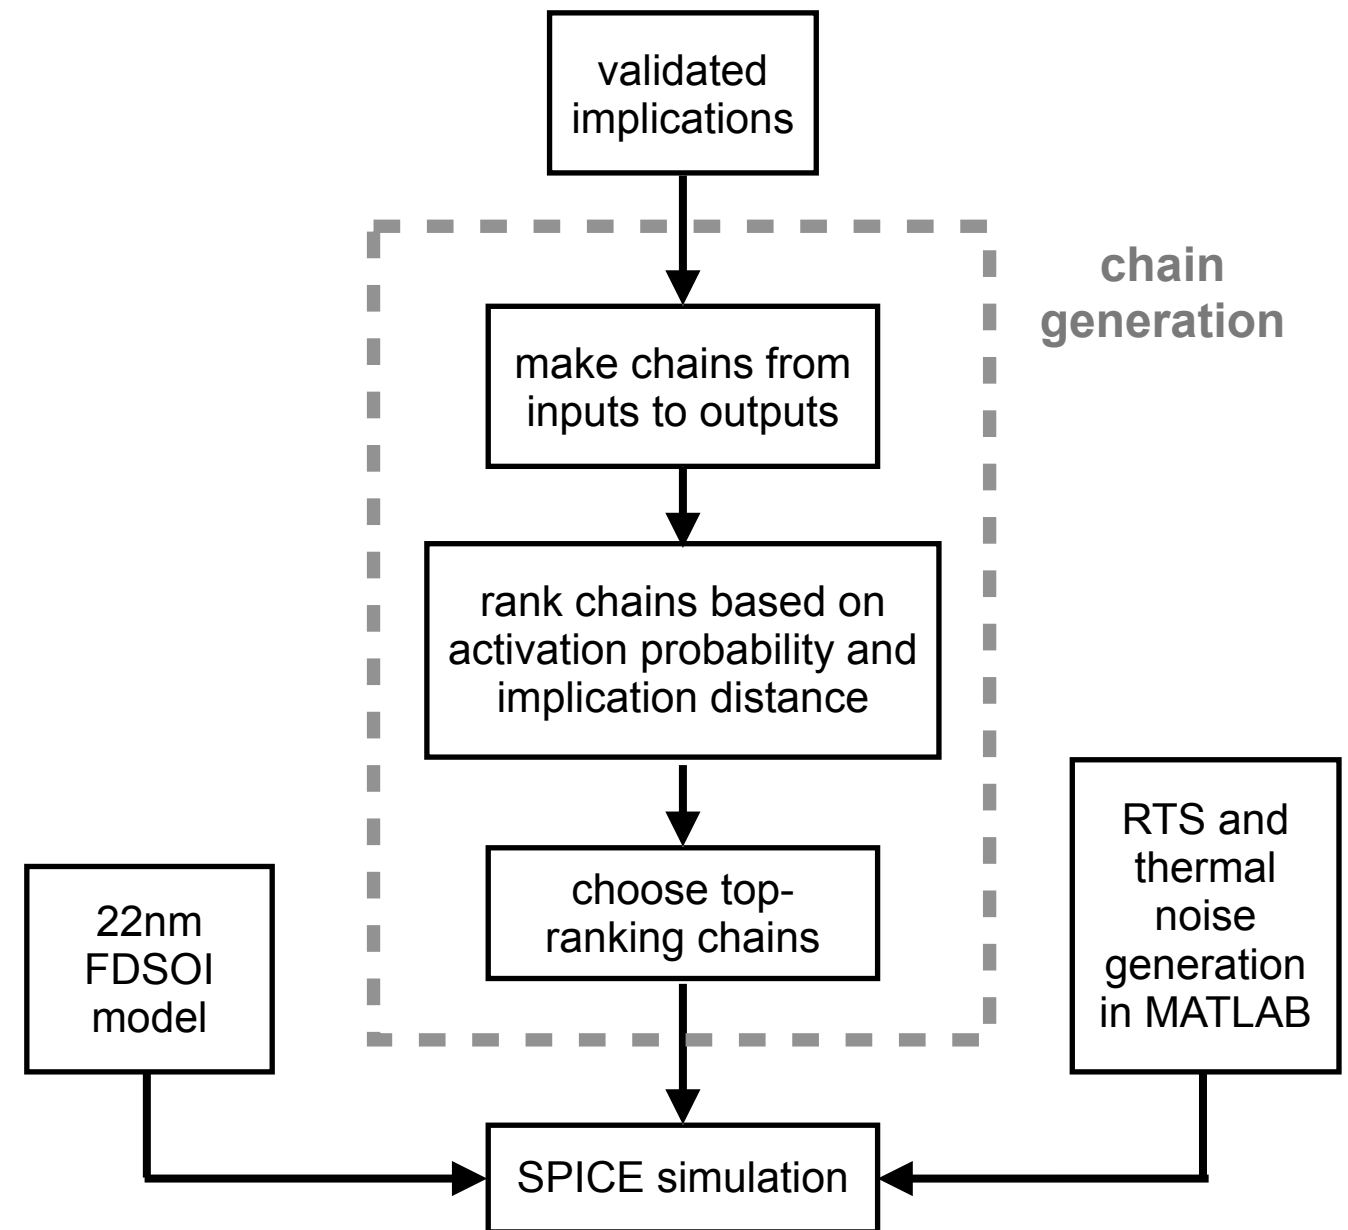 validated
implications
chain
generation
make chains from
inputs to outputs
rank chains based on
activation probability and
implication distance
choose top-
ranking chains
22nm
FDSOI
model
RTS and
thermal
noise
generation
in MATLAB
SPICE simulation